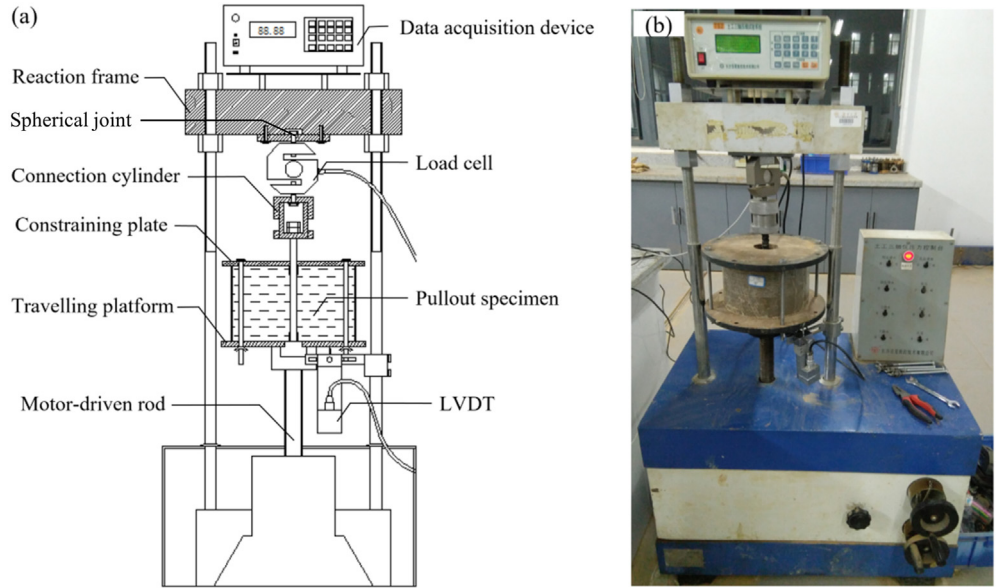 (a)
88.88
Data acquisition device
Reaction frame
Spherical joint
Load cell
Connection cylinder
Constraining plate
Travelling platform
Pullout specimen
Motor-driven rod
LVDT
(b)